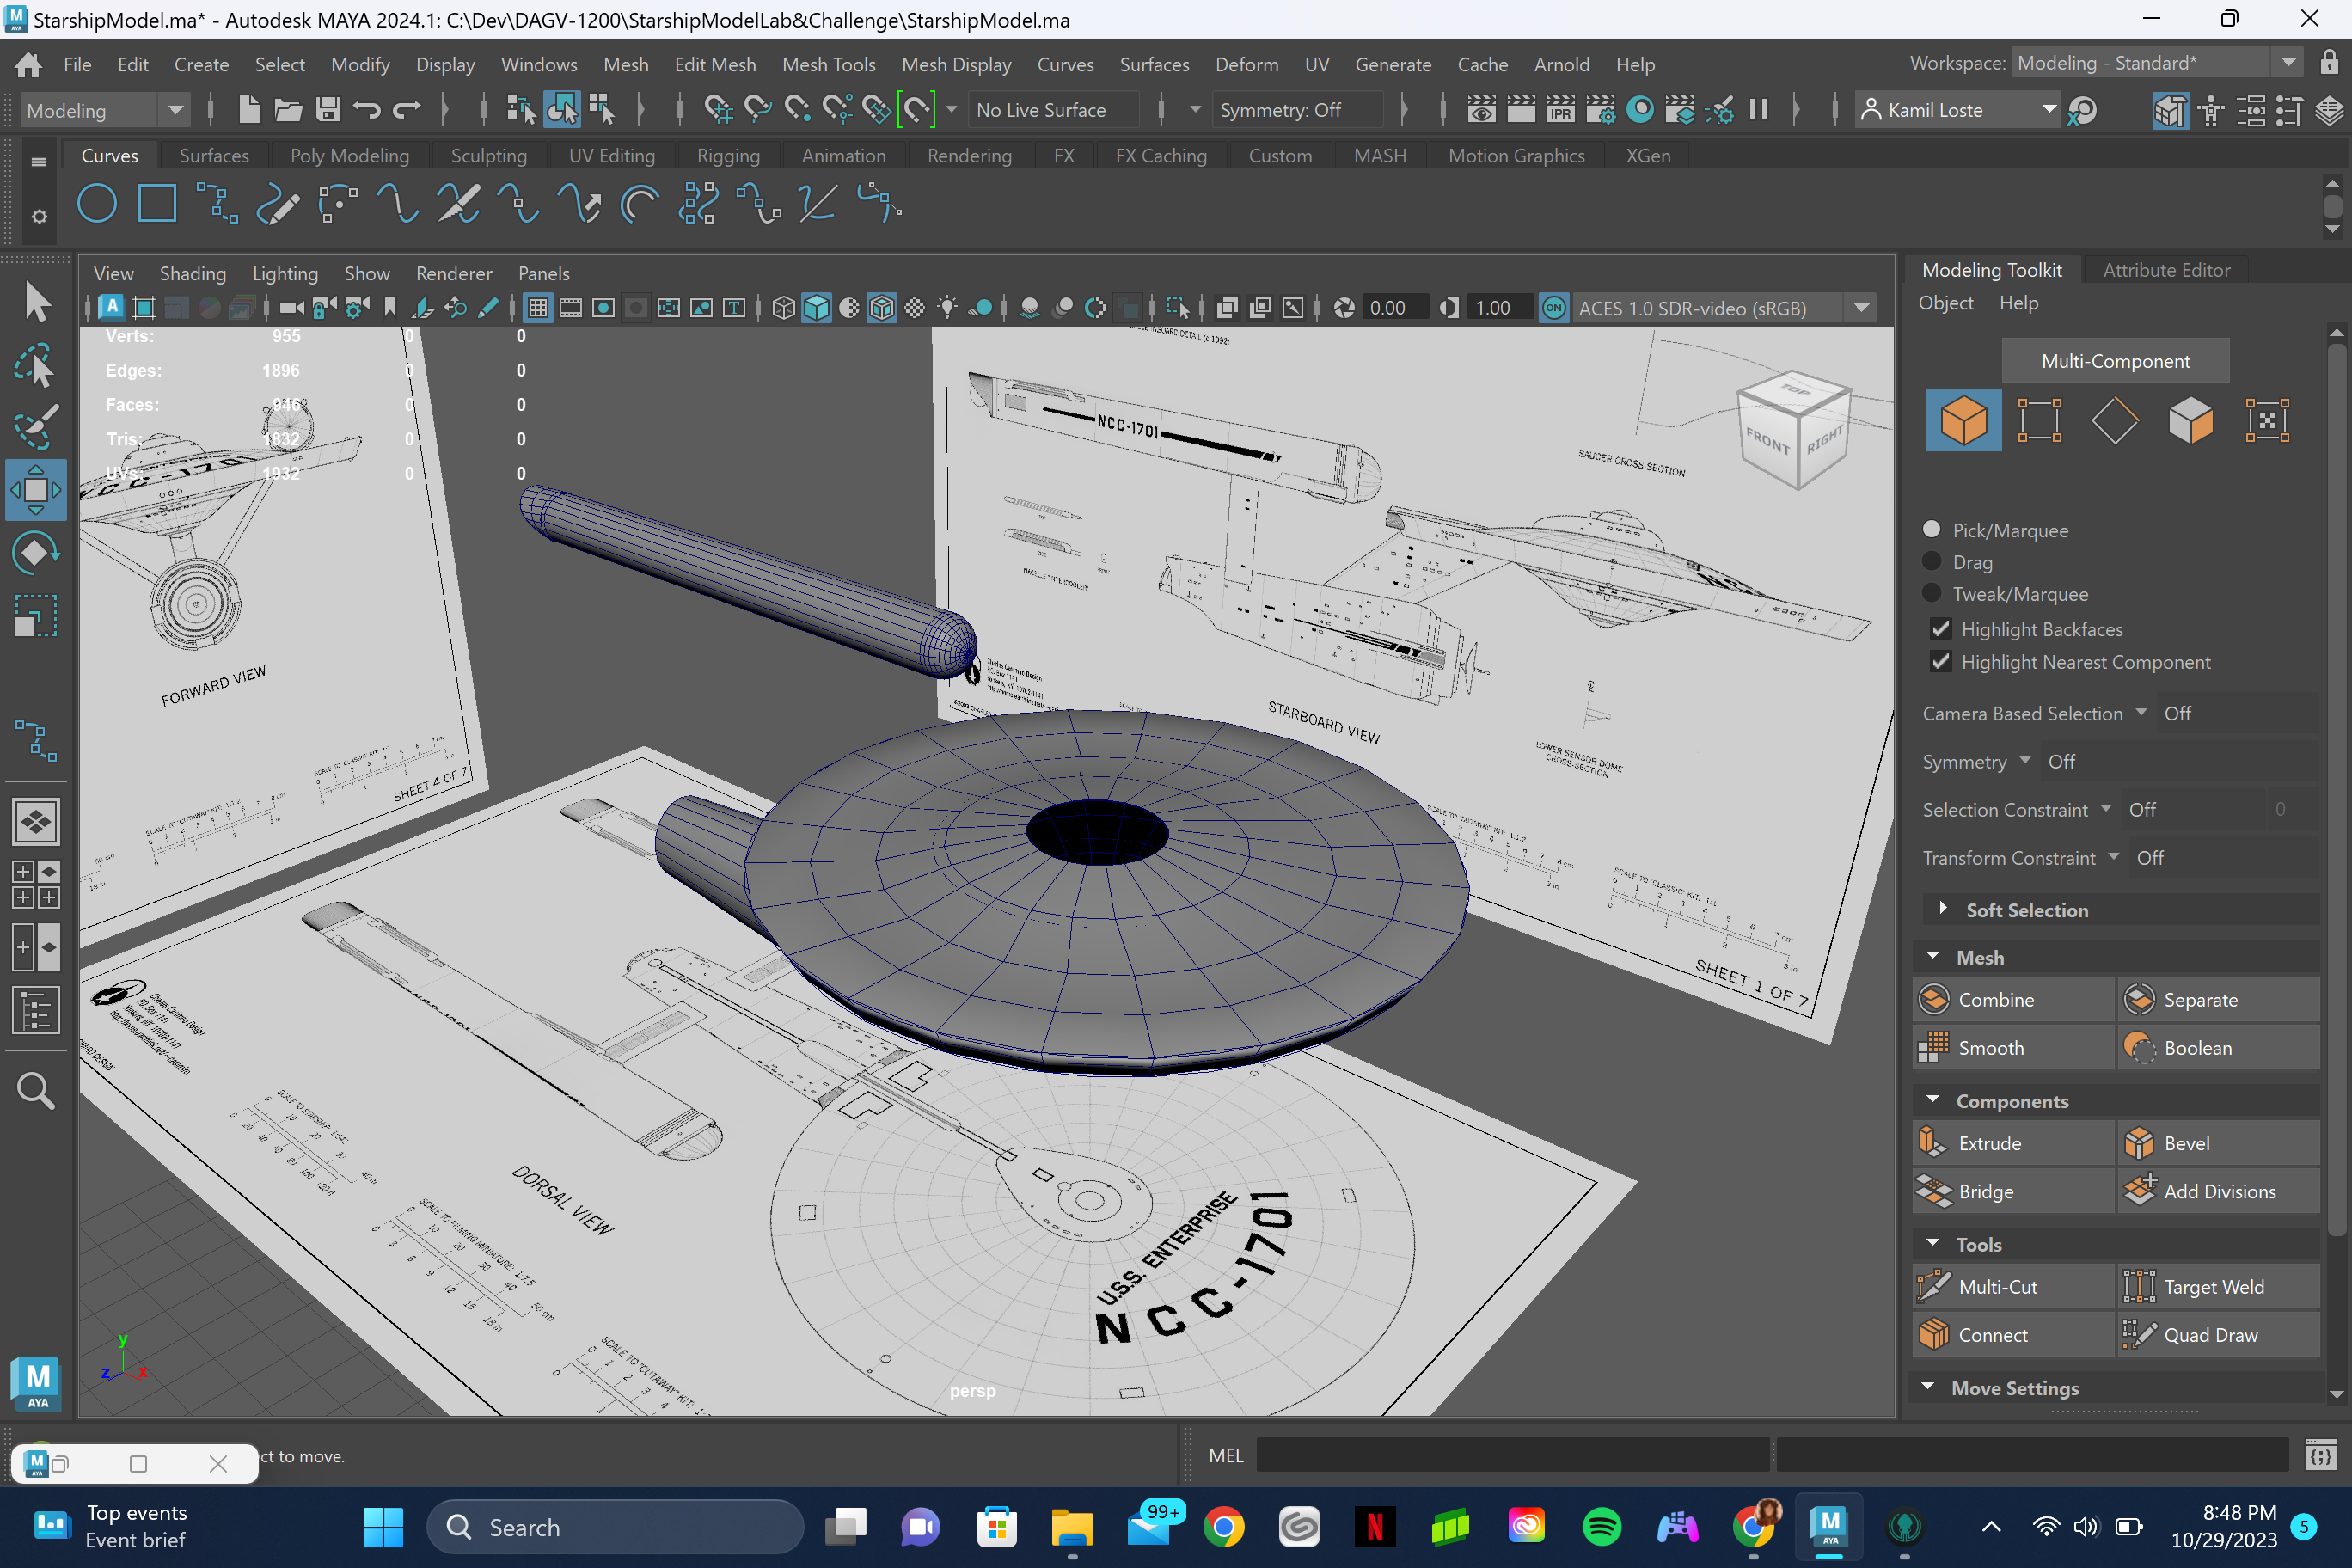 StarshipModel.ma* - Autodesk MAYA 2024.1: C:\Dev\DAGV-1200\StarshipModelLab&Challenge\StarshipModel.ma
File Edit Create Select Modify Display Windows Mesh Edit Mesh Mesh Tools Mesh Display Curves Surfaces Deform UV Generate Cache Arnold Help
Workspace: Modeling - Standard*
Modeling
No Live Surface
Symmetry: Off
IPR
Kamil Loste
Curves Surfaces Poly Modeling Sculpting UV Editing Rigging Animation Rendering FX FX Caching Custom MASH Motion Graphics XGen
View Shading Lighting Show Renderer Panels
0.00
1.00
ON
ACES 1.0 SDR-video (sRGB)
Verts: 955 0 0
Edges: 1896 0 0
Faces: 946 0 0
Tris: 1832 0 0
UVs: 1932 0 0
FORWARD VIEW
SHEET 4 OF 7
NCC-1701
SAUCER CROSS-SECTION
TOP
FRONT
RIGHT
STARBOARD VIEW
LOWER SENSOR DOME
CROSS-SECTION
SHEET 1 OF 7
DORSAL VIEW
U.S.S. ENTERPRISE
NCC-1701
persp
y
z
x
Modeling Toolkit
Attribute Editor
Object Help
Multi-Component
Pick/Marquee
Drag
Tweak/Marquee
Highlight Backfaces
Highlight Nearest Component
Camera Based Selection Off
Symmetry Off
Selection Constraint Off 0
Transform Constraint Off
Soft Selection
Mesh
Combine Separate
Smooth Boolean
Components
Extrude Bevel
Bridge Add Divisions
Tools
Multi-Cut Target Weld
Connect Quad Draw
Move Settings
M
AYA
ct to move.
MEL
Top events
Event brief
Search
99+
8:48 PM
10/29/2023
5